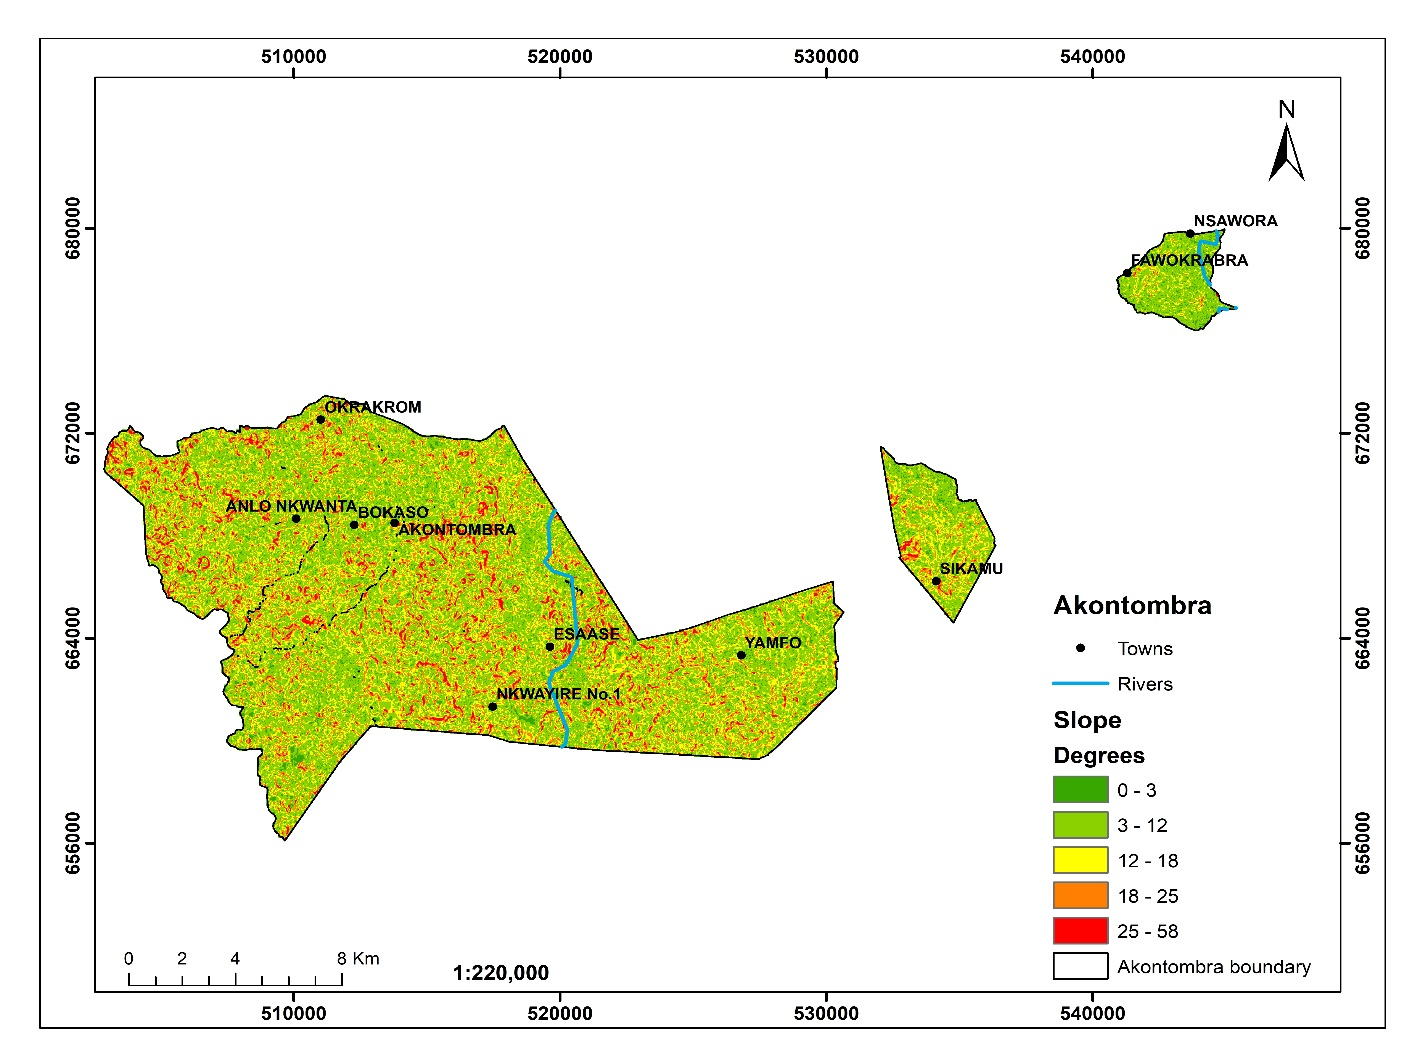 510000 520000 530000 540000
N
680000 680000
NSAWORA
FAWOKRABRA
672000 672000
OKRAKROM
ANLO NKWANTA
BOKASO
AKONTOMBRA
SIKAMU
664000 664000
ESAASE
YAMFO
NKWAYIRE No.1
656000 656000
Akontombra
Towns
Rivers
Slope
Degrees
0 - 3
3 - 12
12 - 18
18 - 25
25 - 58
Akontombra boundary
0 2 4 8 Km
1:220,000
510000 520000 530000 540000